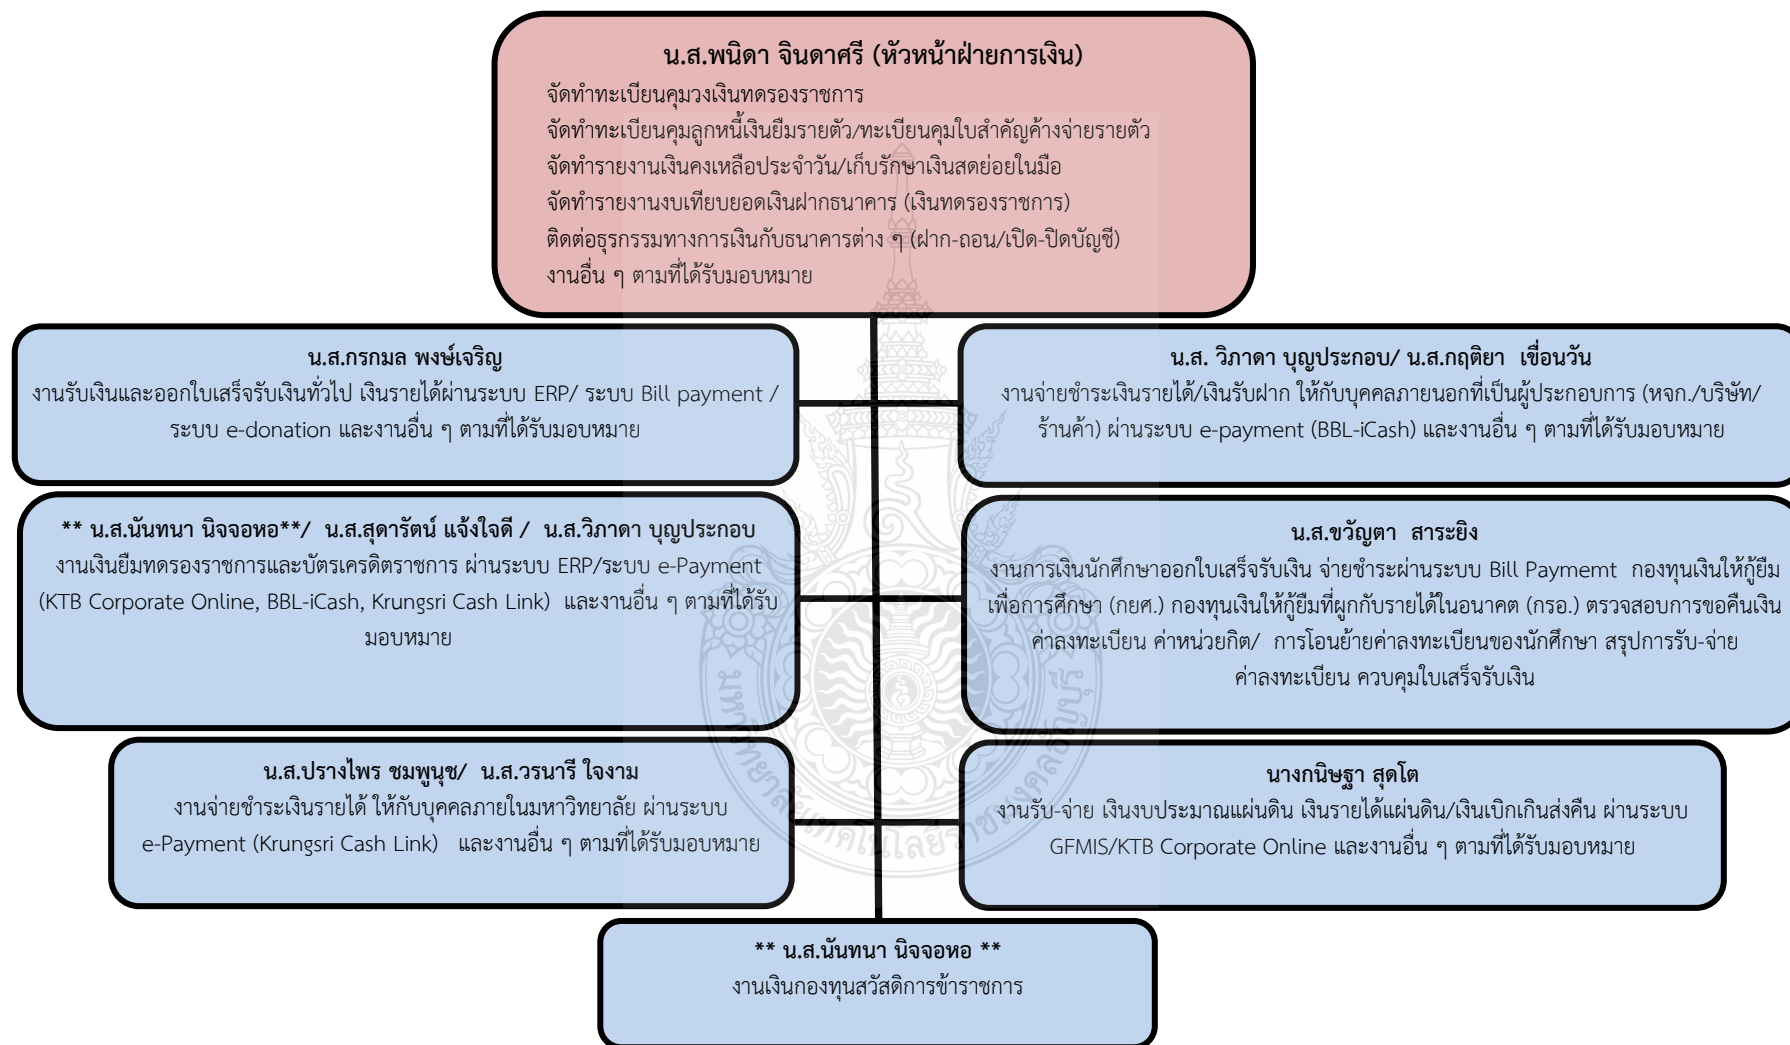 น.ส.พนิดา จินดาศรี (หัวหน้าฝ่ายการเงิน)
จัดทำทะเบียนคุมวงเงินทดรองราชการ
จัดทำทะเบียนคุมลูกหนี้เงินยืมรายตัว/ทะเบียนคุมใบสำคัญค้างจ่ายรายตัว
จัดทำรายงานเงินคงเหลือประจำวัน/เก็บรักษาเงินสดย่อยในมือ
จัดทำรายงานงบเทียบยอดเงินฝากธนาคาร (เงินทดรองราชการ)
ติดต่อธุรกรรมทางการเงินกับธนาคารต่าง ๆ (ฝาก-ถอน/เปิด-ปิดบัญชี)
งานอื่น ๆ ตามที่ได้รับมอบหมาย
น.ส.กรกมล พงษ์เจริญ
งานรับเงินและออกใบเสร็จรับเงินทั่วไป เงินรายได้ผ่านระบบ ERP/ ระบบ Bill payment /
ระบบ e-donation และงานอื่น ๆ ตามที่ได้รับมอบหมาย
น.ส. วิภาดา บุญประกอบ/ น.ส.กฤติยา เขื่อนวัน
งานจ่ายชำระเงินรายได้/เงินรับฝาก ให้กับบุคคลภายนอกที่เป็นผู้ประกอบการ (หจก./บริษัท/
ร้านค้า) ผ่านระบบ e-payment (BBL-iCash) และงานอื่น ๆ ตามที่ได้รับมอบหมาย
** น.ส.นันทนา นิจจอหอ**/ น.ส.สุดารัตน์ แจ้งใจดี / น.ส.วิภาดา บุญประกอบ
งานเงินยืมทดรองราชการและบัตรเครดิตราชการ ผ่านระบบ ERP/ระบบ e-Payment
(KTB Corporate Online, BBL-iCash, Krungsri Cash Link) และงานอื่น ๆ ตามที่ได้รับ
มอบหมาย
น.ส.ขวัญตา สาระยิง
งานการเงินนักศึกษาออกใบเสร็จรับเงิน จ่ายชำระผ่านระบบ Bill Paymemt กองทุนเงินให้กู้ยืม
เพื่อการศึกษา (กยศ.) กองทุนเงินให้กู้ยืมที่ผูกกับรายได้ในอนาคต (กรอ.) ตรวจสอบการขอคืนเงิน
ค่าลงทะเบียน ค่าหน่วยกิต/ การโอนย้ายค่าลงทะเบียนของนักศึกษา สรุปการรับ-จ่าย
ค่าลงทะเบียน ควบคุมใบเสร็จรับเงิน
น.ส.ปรางไพร ชมพูนุช/ น.ส.วรนารี ใจงาม
งานจ่ายชำระเงินรายได้ ให้กับบุคคลภายในมหาวิทยาลัย ผ่านระบบ
e-Payment (Krungsri Cash Link) และงานอื่น ๆ ตามที่ได้รับมอบหมาย
นางกนิษฐา สุดโต
งานรับ-จ่าย เงินงบประมาณแผ่นดิน เงินรายได้แผ่นดิน/เงินเบิกเกินส่งคืน ผ่านระบบ
GFMIS/KTB Corporate Online และงานอื่น ๆ ตามที่ได้รับมอบหมาย
มหาวิทยาลัยเทคโนโลยีราชมงคลธัญบุรี
** น.ส.นันทนา นิจจอหอ **
งานเงินกองทุนสวัสดิการข้าราชการ